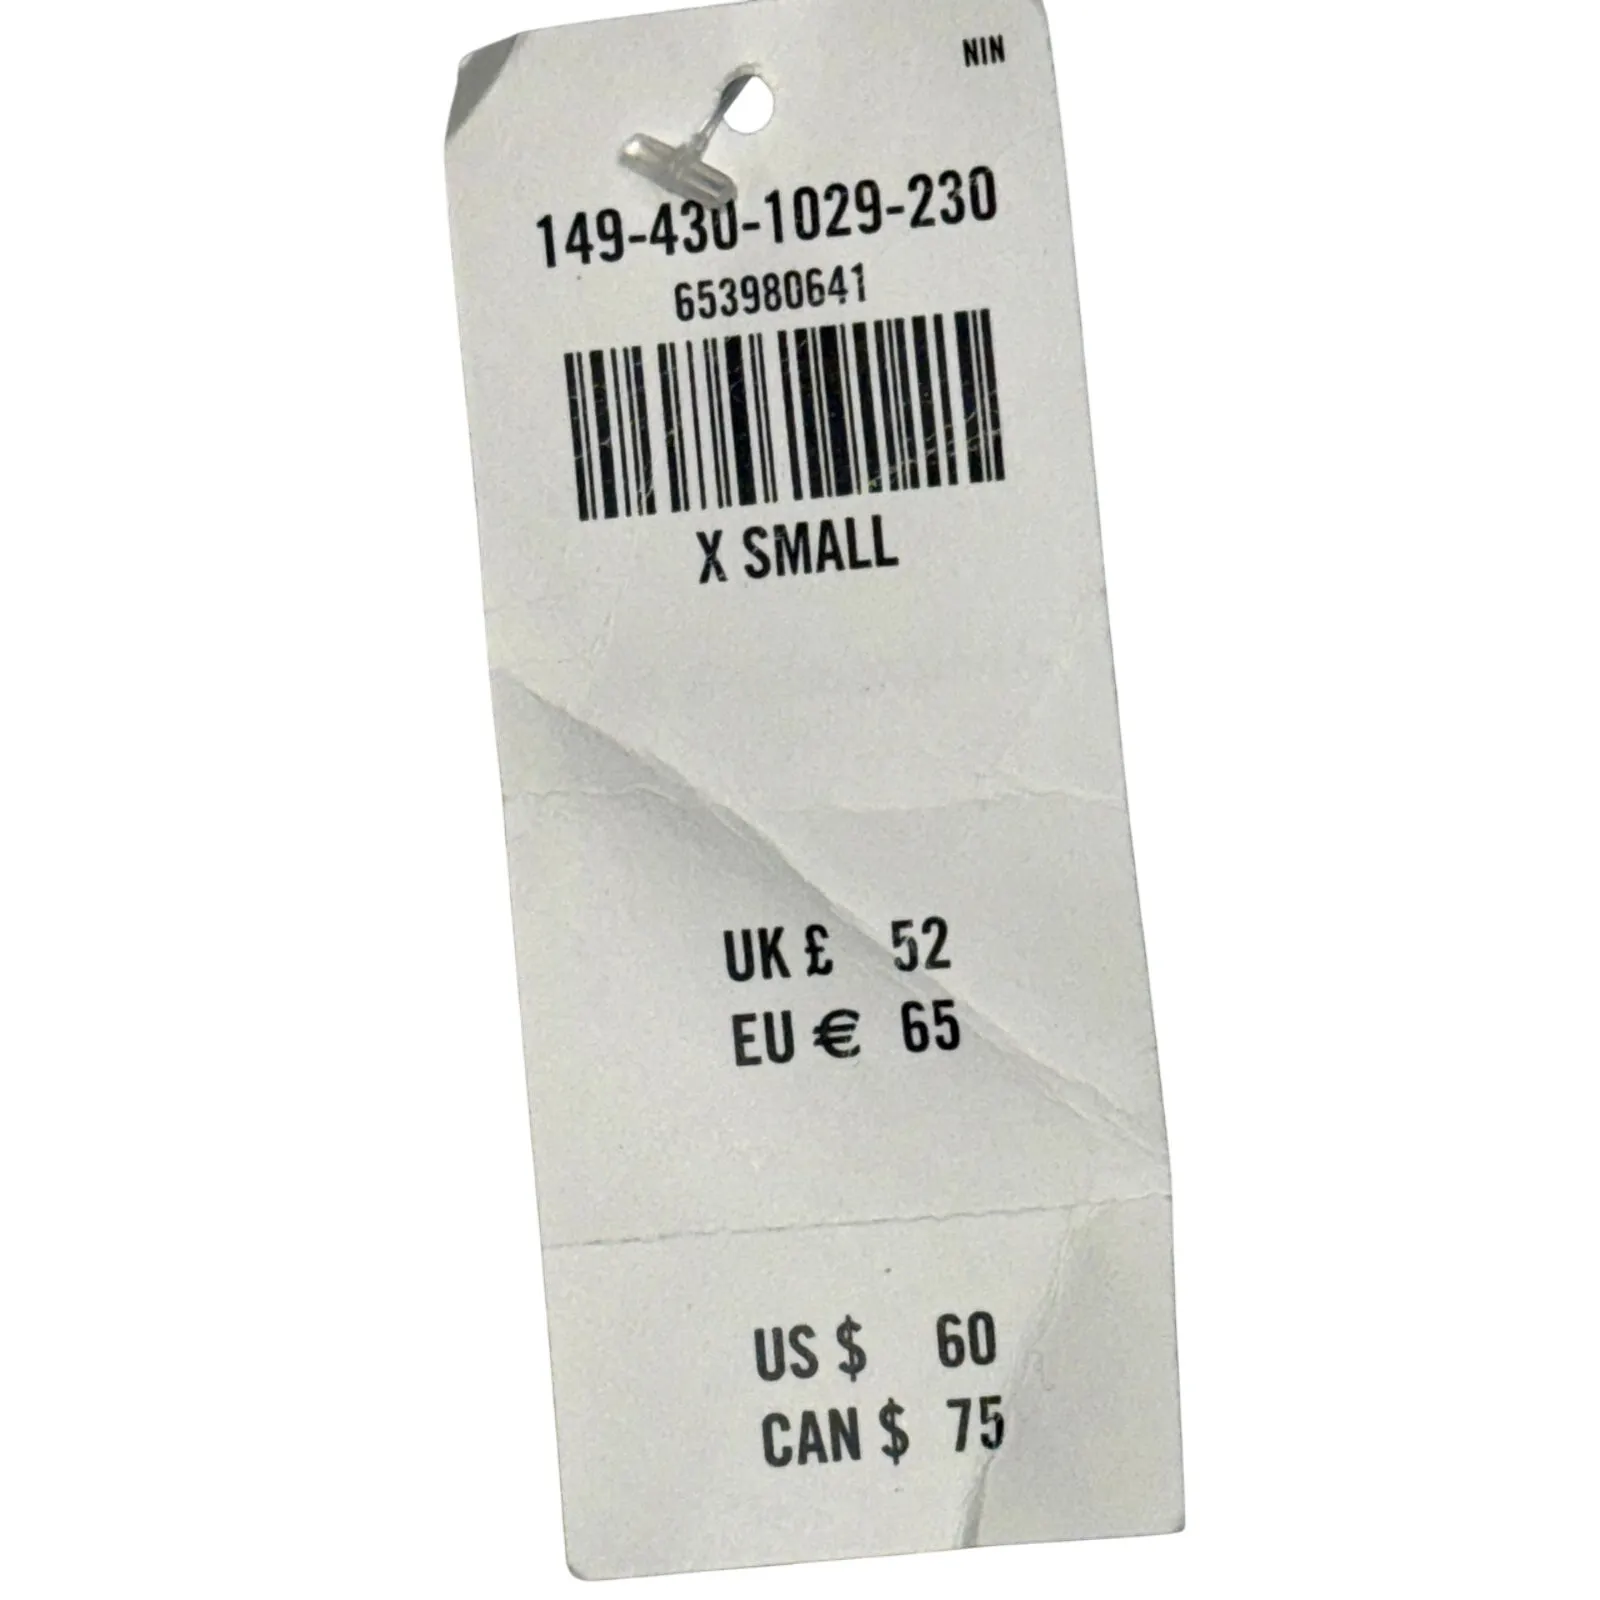 NIN
149-430-1029-230
653980641
X SMALL
UK £ 52
EU € 65
US $ 60
CAN $ 75